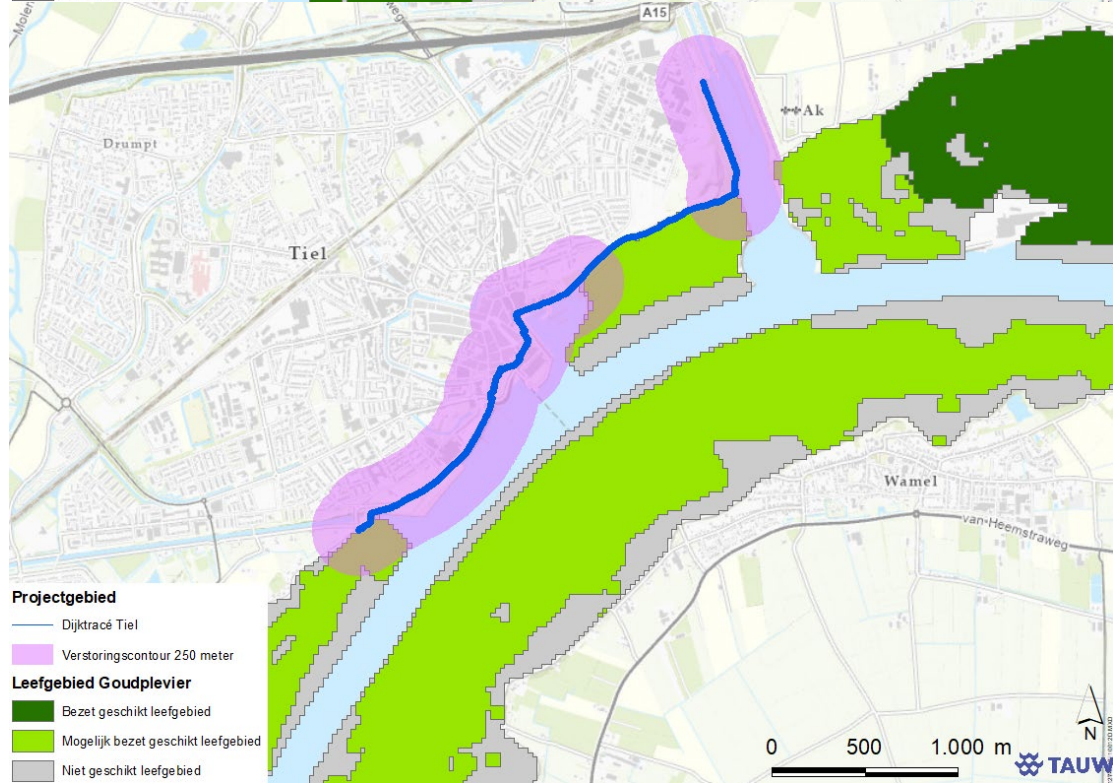 A15
Ak
Drumpt
Tiel
Wamel
van-Heemstraweg
Projectgebied
Dijktracé Tiel
Verstoringscontour 250 meter
Leefgebied Goudplevier
Bezet geschikt leefgebied
Mogelijk bezet geschikt leefgebied
Niet geschikt leefgebied
0 500 1.000 m
N
TAUW